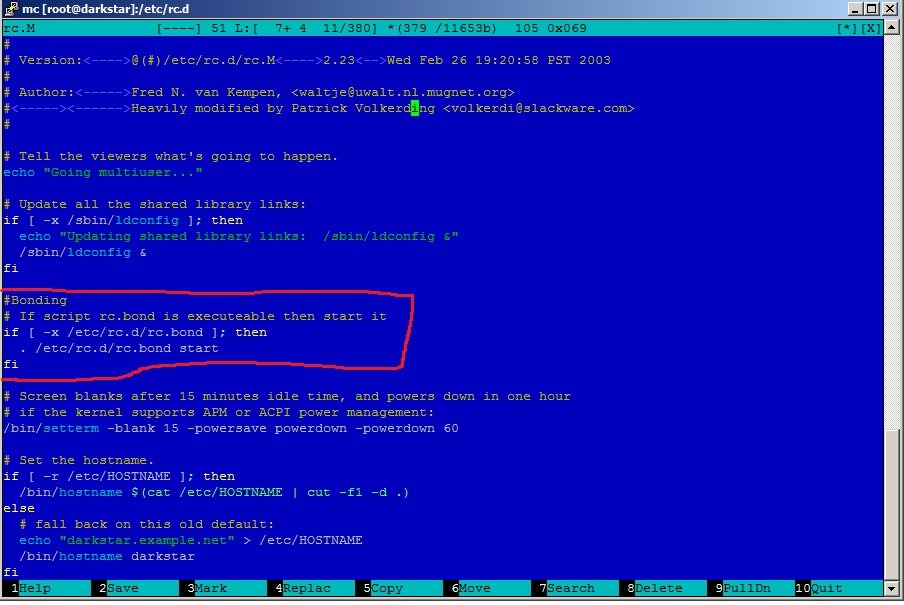 mc [root@darkstar]:/etc/rc.d
rc.M [----] 51 L:[ 7+ 4 11/380] *(379 /11653b) 105 0x069 [*][X]
#
# Version:<---->@(#)/etc/rc.d/rc.M<---->2.23<-->Wed Feb 26 19:20:58 PST 2003
#
# Author:<----->Fred N. van Kempen, <waltje@uwalt.nl.mugnet.org>
#<-----><------>Heavily modified by Patrick Volkerding <volkerdi@slackware.com>
#
# Tell the viewers what's going to happen.
echo "Going multiuser..."
# Update all the shared library links:
if [ -x /sbin/ldconfig ]; then
  echo "Updating shared library links:  /sbin/ldconfig &"
  /sbin/ldconfig &
fi
#Bonding
# If script rc.bond is executeable then start it
if [ -x /etc/rc.d/rc.bond ]; then
  . /etc/rc.d/rc.bond start
fi
# Screen blanks after 15 minutes idle time, and powers down in one hour
# if the kernel supports APM or ACPI power management:
/bin/setterm -blank 15 -powersave powerdown -powerdown 60
# Set the hostname.
if [ -r /etc/HOSTNAME ]; then
  /bin/hostname $(cat /etc/HOSTNAME | cut -f1 -d .)
else
  # fall back on this old default:
  echo "darkstar.example.net" > /etc/HOSTNAME
  /bin/hostname darkstar
fi
1Help 2Save 3Mark 4Replac 5Copy 6Move 7Search 8Delete 9PullDn 10Quit